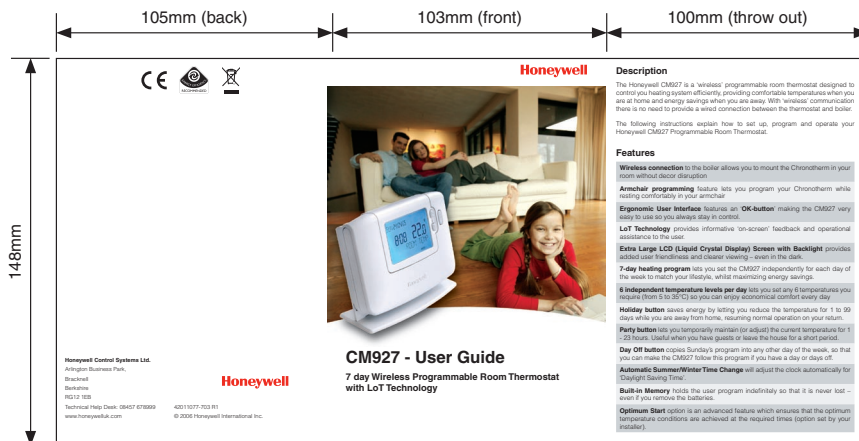 105mm (back)
103mm (front)
100mm (throw out)
148mm
CE
RECOMMENDED
Honeywell Control Systems Ltd.
Arlington Business Park,
Bracknell
Berkshire
RG12 1EB
Technical Help Desk: 08457 678999
www.honeywelluk.com
Honeywell
42011077-703 R1
© 2006 Honeywell International Inc.
Honeywell
8:08 22.0
Honeywell
CM927 - User Guide
7 day Wireless Programmable Room Thermostat
with LoT Technology
Description
The Honeywell CM927 is a 'wireless' programmable room thermostat designed to
control you heating system efficiently, providing comfortable temperatures when you
are at home and energy savings when you are away. With 'wireless' communication
there is no need to provide a wired connection between the thermostat and boiler.
The following instructions explain how to set up, program and operate your
Honeywell CM927 Programmable Room Thermostat.
Features
Wireless connection to the boiler allows you to mount the Chronotherm in your
room without decor disruption
Armchair programming feature lets you program your Chronotherm while
resting comfortably in your armchair
Ergonomic User Interface features an 'OK-button' making the CM927 very
easy to use so you always stay in control.
LoT Technology provides informative 'on-screen' feedback and operational
assistance to the user.
Extra Large LCD (Liquid Crystal Display) Screen with Backlight provides
added user friendliness and clearer viewing – even in the dark.
7-day heating program lets you set the CM927 independently for each day of
the week to match your lifestyle, whilst maximizing energy savings.
6 independent temperature levels per day lets you set any 6 temperatures you
require (from 5 to 35°C) so you can enjoy economical comfort every day
Holiday button saves energy by letting you reduce the temperature for 1 to 99
days while you are away from home, resuming normal operation on your return.
Party button lets you temporarily maintain (or adjust) the current temperature for 1
- 23 hours. Useful when you have guests or leave the house for a short period.
Day Off button copies Sunday's program into any other day of the week, so that
you can make the CM927 follow this program if you have a day or days off.
Automatic Summer/Winter Time Change will adjust the clock automatically for
'Daylight Saving Time'.
Built-in Memory holds the user program indefinitely so that it is never lost –
even if you remove the batteries.
Optimum Start option is an advanced feature which ensures that the optimum
temperature conditions are achieved at the required times (option set by your
installer).